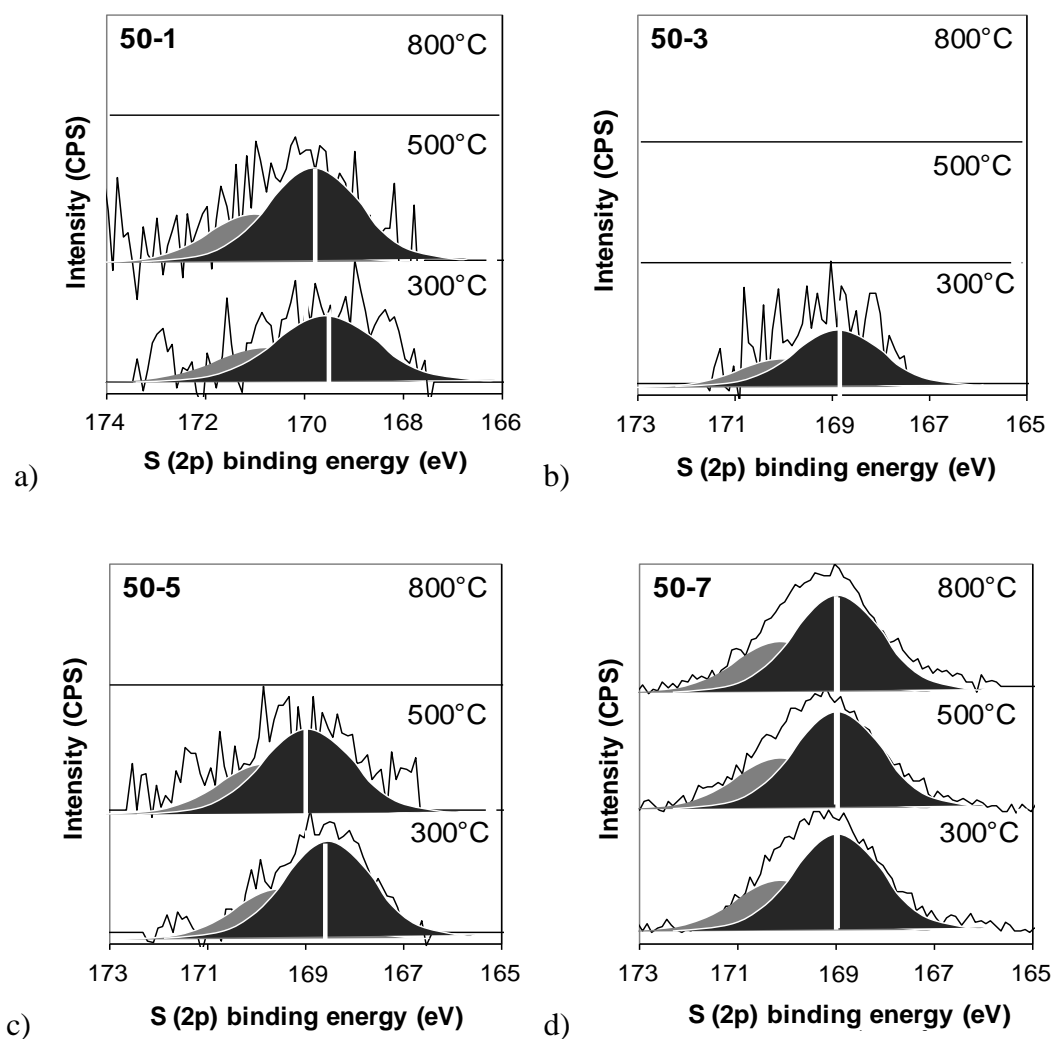 50-1
800°C
500°C
300°C
Intensity (CPS)
174 172 170 168 166
S (2p) binding energy (eV)
a)
50-3
800°C
500°C
300°C
Intensity (CPS)
173 171 169 167 165
S (2p) binding energy (eV)
b)
50-5
800°C
500°C
300°C
Intensity (CPS)
173 171 169 167 165
S (2p) binding energy (eV)
c)
50-7
800°C
500°C
300°C
Intensity (CPS)
173 171 169 167 165
S (2p) binding energy (eV)
d)